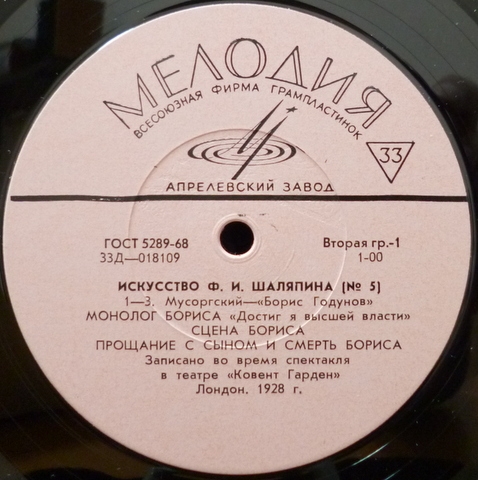 МЕЛОДИЯ
ВСЕСОЮЗНАЯ ФИРМА ГРАМПЛАСТИНОК
33
АПРЕЛЕВСКИЙ ЗАВОД
ГОСТ 5289-68 Вторая гр.-1
33Д—018109 1-00
ИСКУССТВО Ф. И. ШАЛЯПИНА (№ 5)
1—3. Мусоргский—«Борис Годунов»
МОНОЛОГ БОРИСА «Достиг я высшей власти»
СЦЕНА БОРИСА
ПРОЩАНИЕ С СЫНОМ И СМЕРТЬ БОРИСА
Записано во время спектакля
в театре «Ковент Гарден»
Лондон, 1928 г.